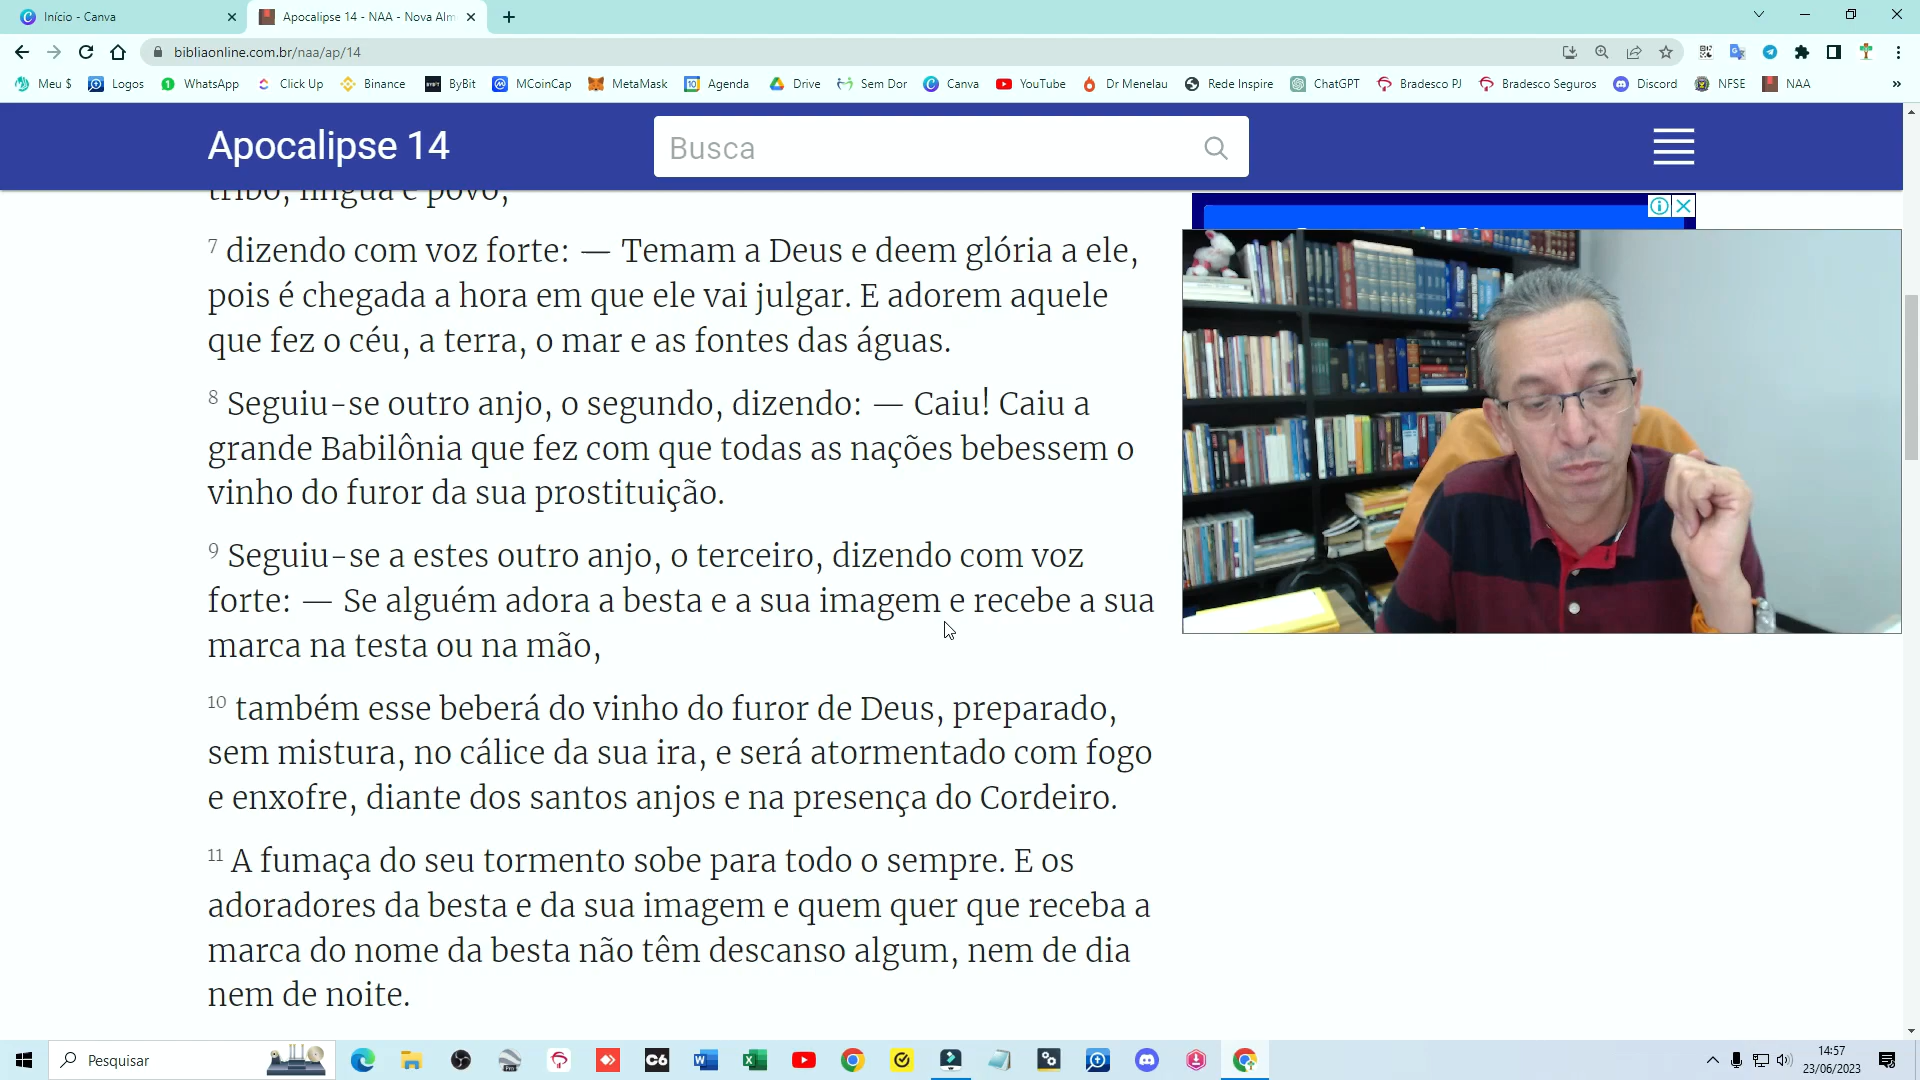 Início - Canva
Apocalipse 14 - NAA - Nova Alm
bibliaonline.com.br/naa/ap/14
Meu $ Logos WhatsApp Click Up Binance ByBit MCoinCap MetaMask Agenda Drive Sem Dor Canva YouTube Dr Menelau Rede Inspire ChatGPT Bradesco PJ Bradesco Seguros Discord NFSE NAA »
Apocalipse 14
Busca
tribo, língua e povo,
7 dizendo com voz forte: — Temam a Deus e deem glória a ele,
pois é chegada a hora em que ele vai julgar. E adorem aquele
que fez o céu, a terra, o mar e as fontes das águas.
8 Seguiu-se outro anjo, o segundo, dizendo: — Caiu! Caiu a
grande Babilônia que fez com que todas as nações bebessem o
vinho do furor da sua prostituição.
9 Seguiu-se a estes outro anjo, o terceiro, dizendo com voz
forte: — Se alguém adora a besta e a sua imagem e recebe a sua
marca na testa ou na mão,
10 também esse beberá do vinho do furor de Deus, preparado,
sem mistura, no cálice da sua ira, e será atormentado com fogo
e enxofre, diante dos santos anjos e na presença do Cordeiro.
11 A fumaça do seu tormento sobe para todo o sempre. E os
adoradores da besta e da sua imagem e quem quer que receba a
marca do nome da besta não têm descanso algum, nem de dia
nem de noite.
Pesquisar
14:57
23/06/2023